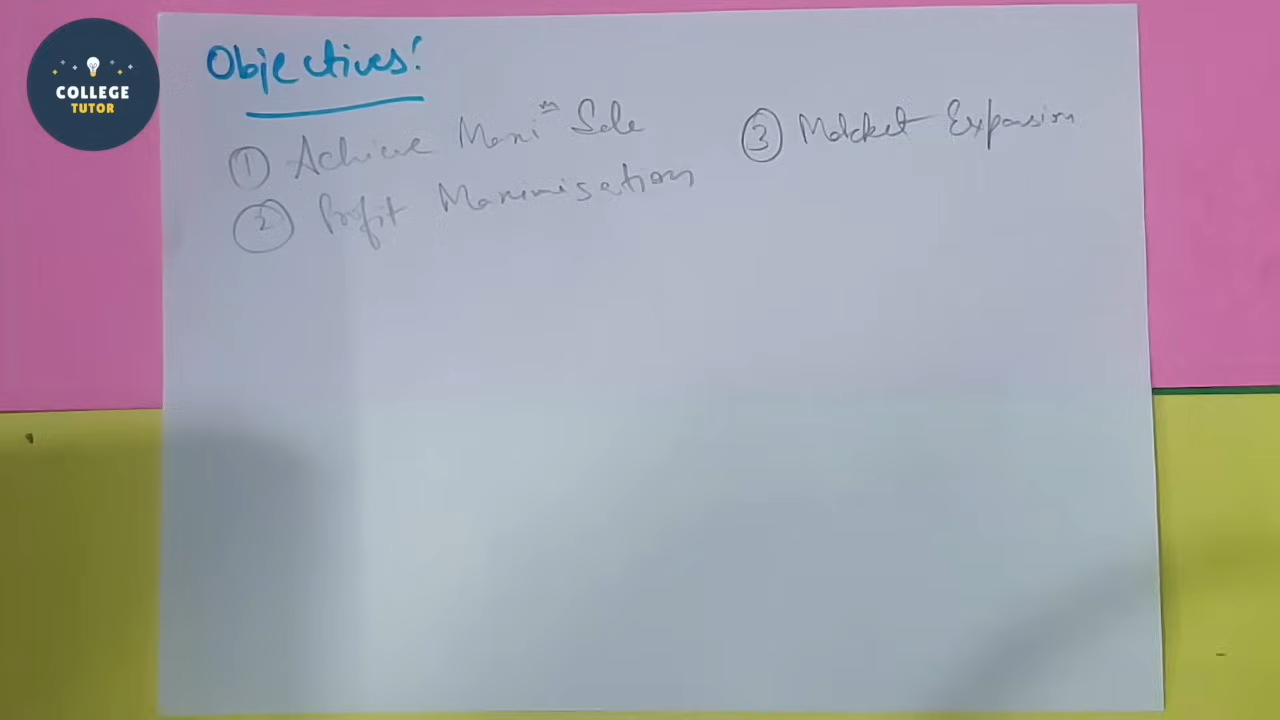 COLLEGE
TUTOR
Objectives:
① Achieve Maxi^m Sale
② Profit Maximisation
③ Market Expansion